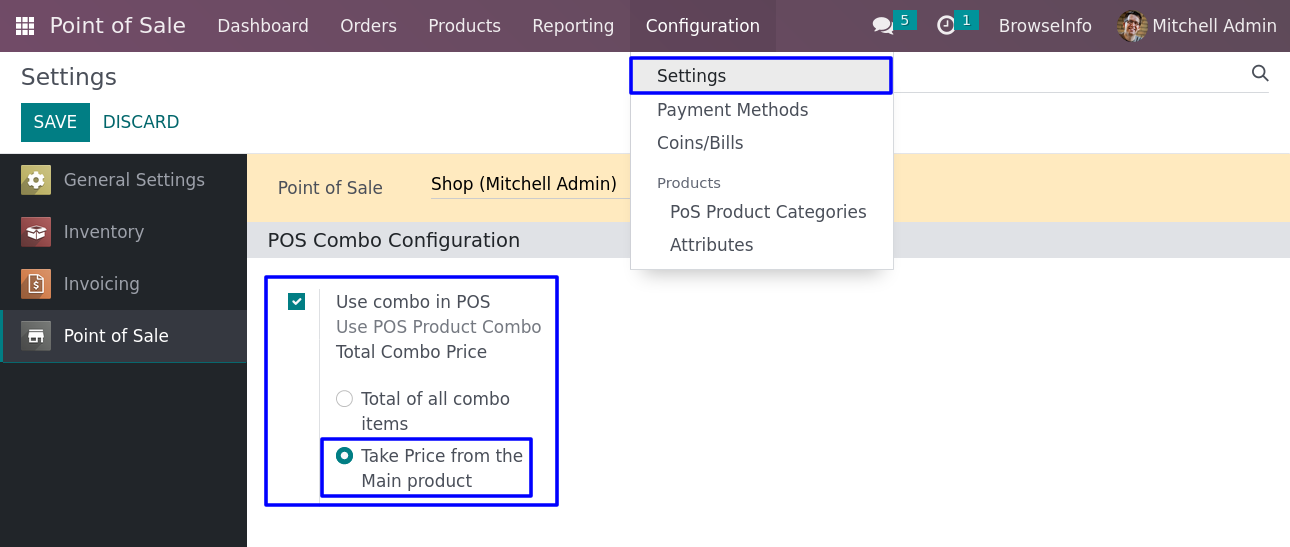 Point of Sale Dashboard Orders Products Reporting Configuration 5 1 BrowseInfo Mitchell Admin
Settings
SAVE DISCARD
Settings
Payment Methods
Coins/Bills
Products
PoS Product Categories
Attributes
General Settings
Inventory
Invoicing
Point of Sale
Point of Sale Shop (Mitchell Admin)
POS Combo Configuration
Use combo in POS
Use POS Product Combo
Total Combo Price
Total of all combo
items
Take Price from the
Main product